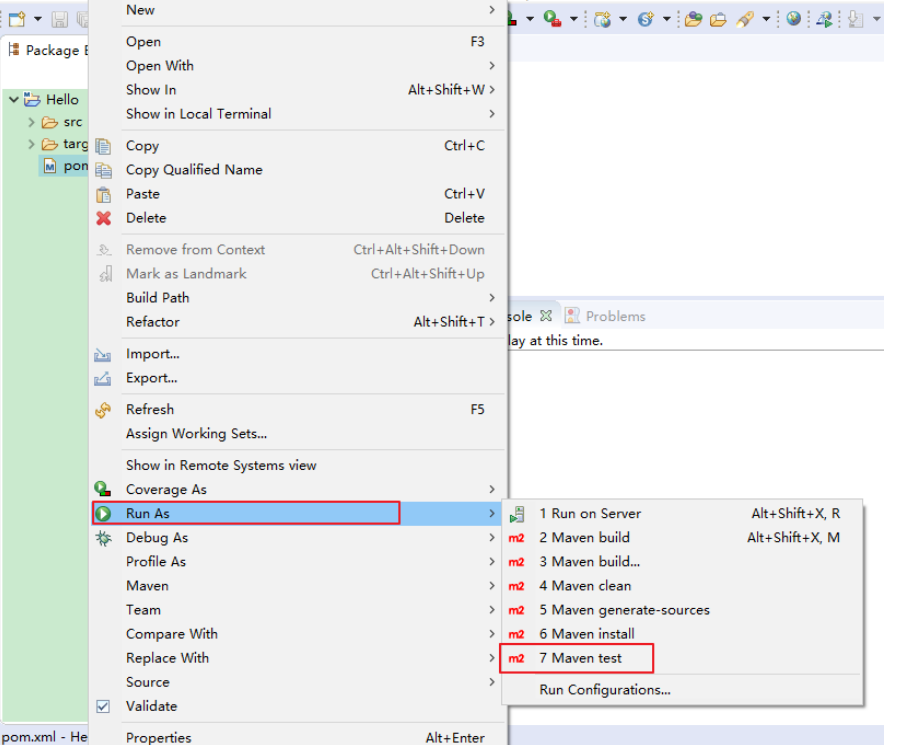 New
Open F3
Package E
Open With
Show In Alt+Shift+W
Hello
Show in Local Terminal
src
targ
Copy Ctrl+C
pon
Copy Qualified Name
Paste Ctrl+V
Delete Delete
Remove from Context Ctrl+Alt+Shift+Down
Mark as Landmark Ctrl+Alt+Shift+Up
Build Path
Refactor Alt+Shift+T
sole Problems
lay at this time.
Import...
Export...
Refresh F5
Assign Working Sets...
Show in Remote Systems view
Coverage As
Run As
1 Run on Server Alt+Shift+X, R
Debug As
m2 2 Maven build Alt+Shift+X, M
Profile As
m2 3 Maven build...
Maven
m2 4 Maven clean
Team
m2 5 Maven generate-sources
Compare With
m2 6 Maven install
Replace With
m2 7 Maven test
Source
Run Configurations...
Validate
pom.xml - He
Properties Alt+Enter